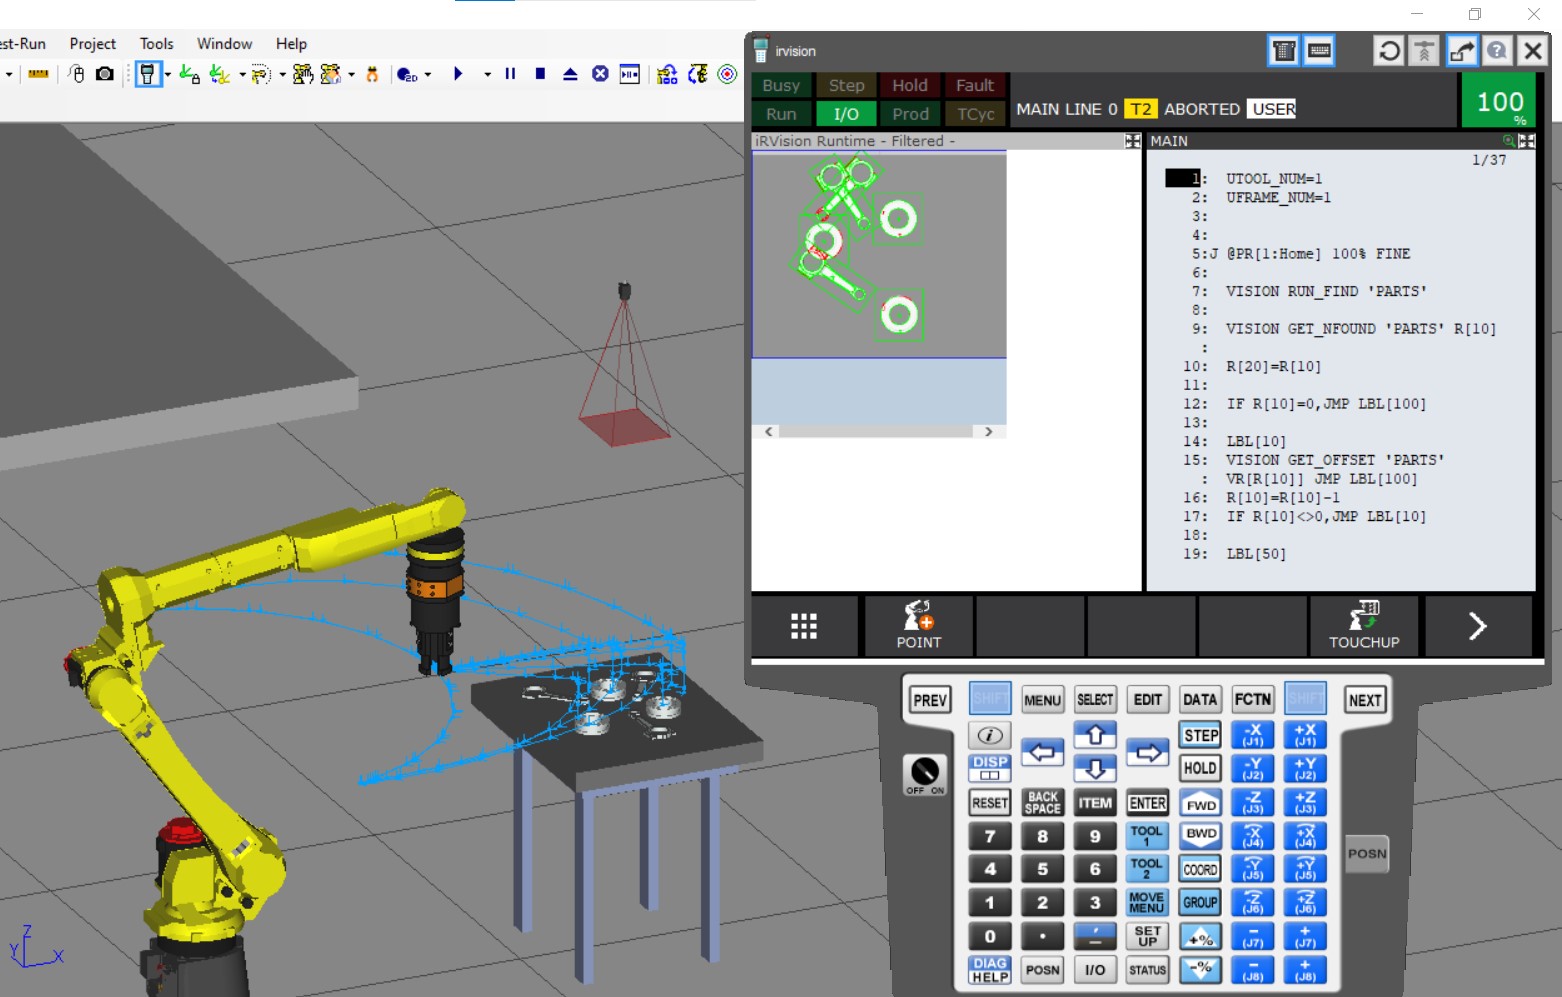 est-Run Project Tools Window Help
2D
irvision
Busy Step Hold Fault
Run I/O Prod TCyc
MAIN LINE 0 T2 ABORTED USER
100
%
iRVision Runtime - Filtered -
MAIN
1/37
1: UTOOL_NUM=1
2: UFRAME_NUM=1
3:
4:
5:J @PR[1:Home] 100% FINE
6:
7: VISION RUN_FIND 'PARTS'
8:
9: VISION GET_NFOUND 'PARTS' R[10]
:
10: R[20]=R[10]
11:
12: IF R[10]=0,JMP LBL[100]
13:
14: LBL[10]
15: VISION GET_OFFSET 'PARTS'
: VR[R[10]] JMP LBL[100]
16: R[10]=R[10]-1
17: IF R[10]<>0,JMP LBL[10]
18:
19: LBL[50]
POINT
TOUCHUP
PREV SHIFT MENU SELECT EDIT DATA FCTN SHIFT NEXT
i STEP -X (J1) +X (J1)
DISP HOLD -Y (J2) +Y (J2)
OFF ON
RESET BACK SPACE ITEM ENTER FWD -Z (J3) +Z (J3)
7 8 9 TOOL 1 BWD -X (J4) +X (J4)
POSN
4 5 6 TOOL 2 COORD -Y (J5) +Y (J5)
1 2 3 MOVE MENU GROUP -Z (J6) +Z (J6)
0 . ,- SET UP +% - (J7) + (J7)
DIAG HELP POSN I/O STATUS -% - (J8) + (J8)
Z
Y
X